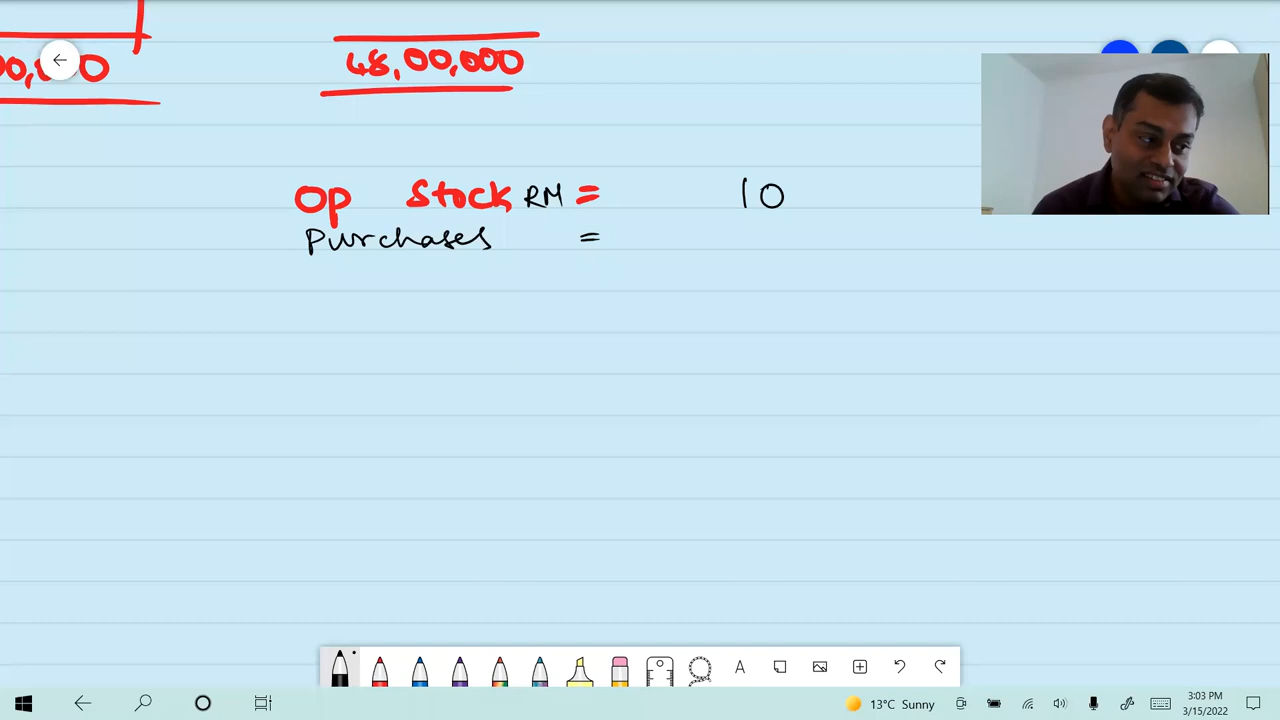 48,00,000
Op Stock RM = 10
Purchases =
A
13°C Sunny
3:03 PM
3/15/2022